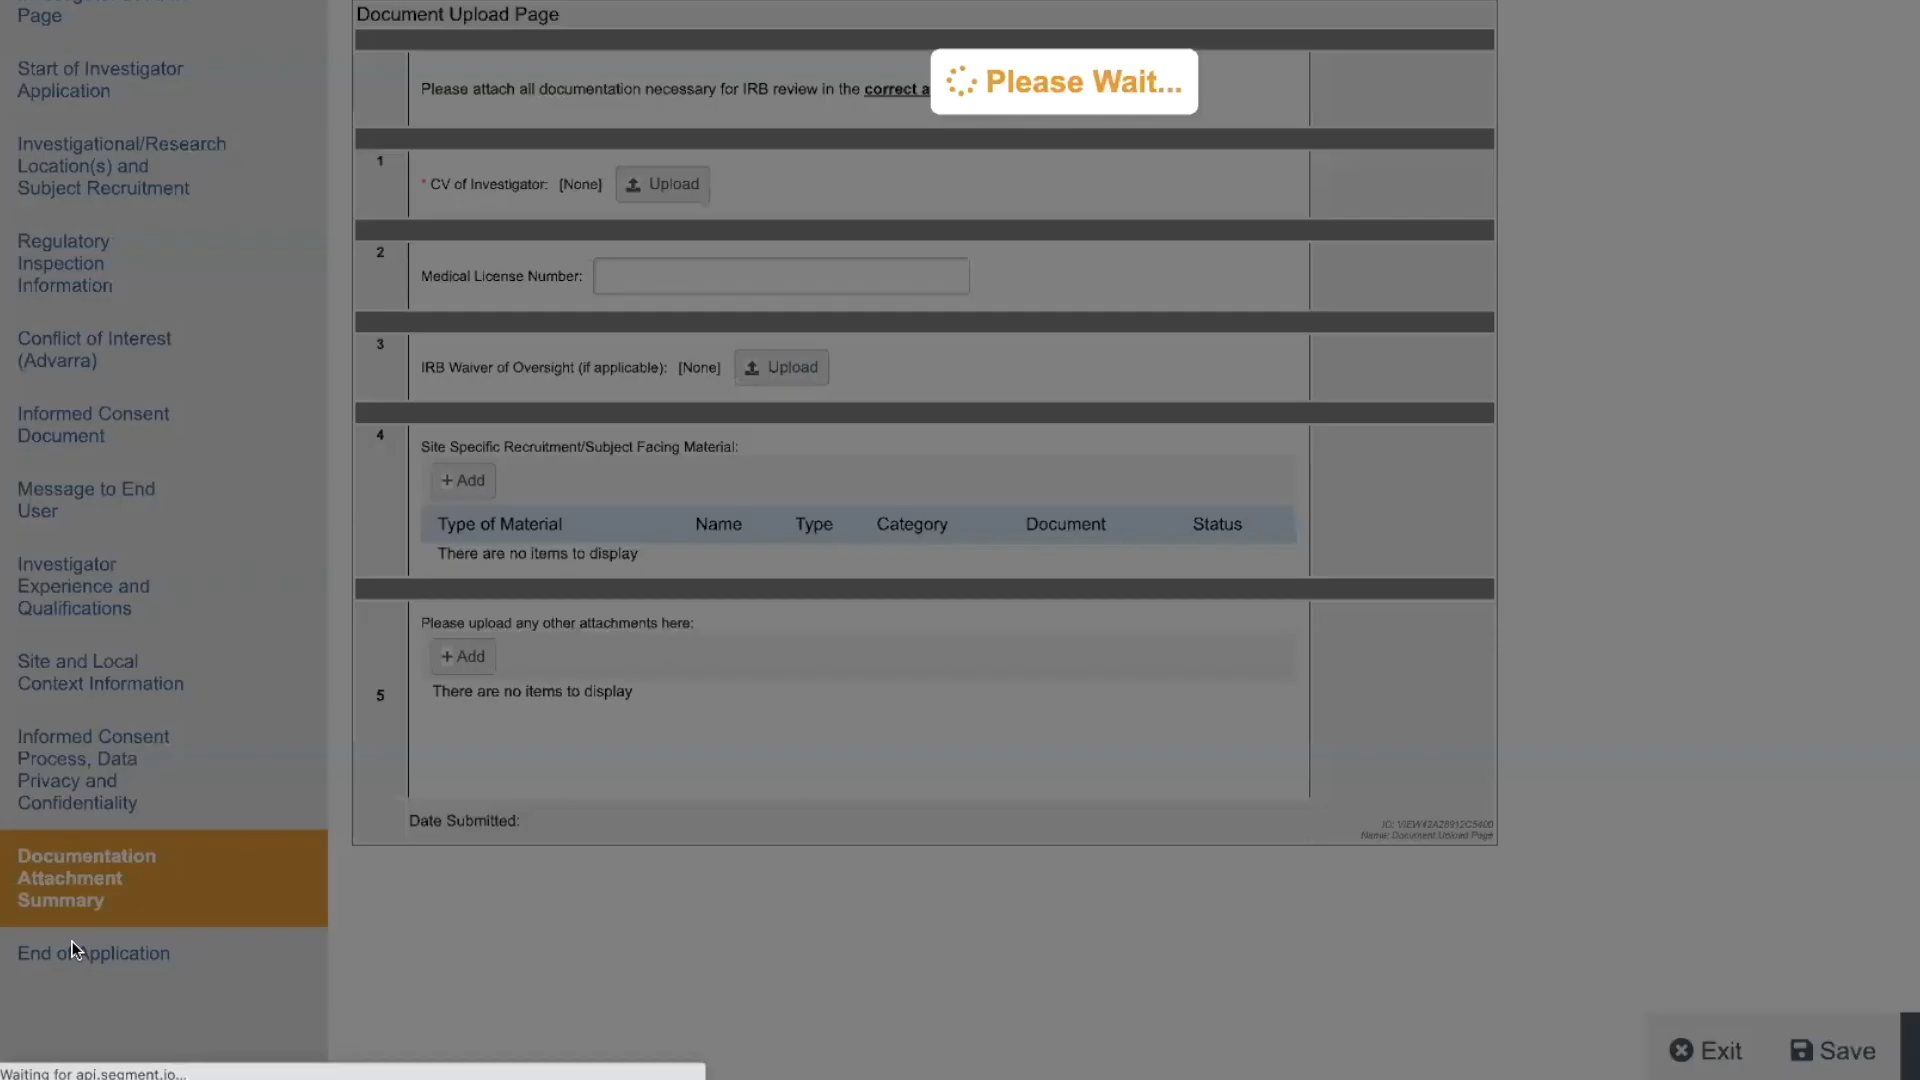 Page
Start of Investigator
Application
Investigational/Research
Location(s) and
Subject Recruitment
Regulatory
Inspection
Information
Conflict of Interest
(Advarra)
Informed Consent
Document
Message to End
User
Investigator
Experience and
Qualifications
Site and Local
Context Information
Informed Consent
Process, Data
Privacy and
Confidentiality
Documentation
Attachment
Summary
End of Application
Document Upload Page
Please Wait...
Please attach all documentation necessary for IRB review in the correct a
1
* CV of Investigator: [None] Upload
2
Medical License Number:
3
IRB Waiver of Oversight (if applicable): [None] Upload
4
Site Specific Recruitment/Subject Facing Material:
+ Add
Type of Material Name Type Category Document Status
There are no items to display
5
Please upload any other attachments here:
+ Add
There are no items to display
Date Submitted:
Name: Document Upload Page
Exit Save
Waiting for api.segment.io...